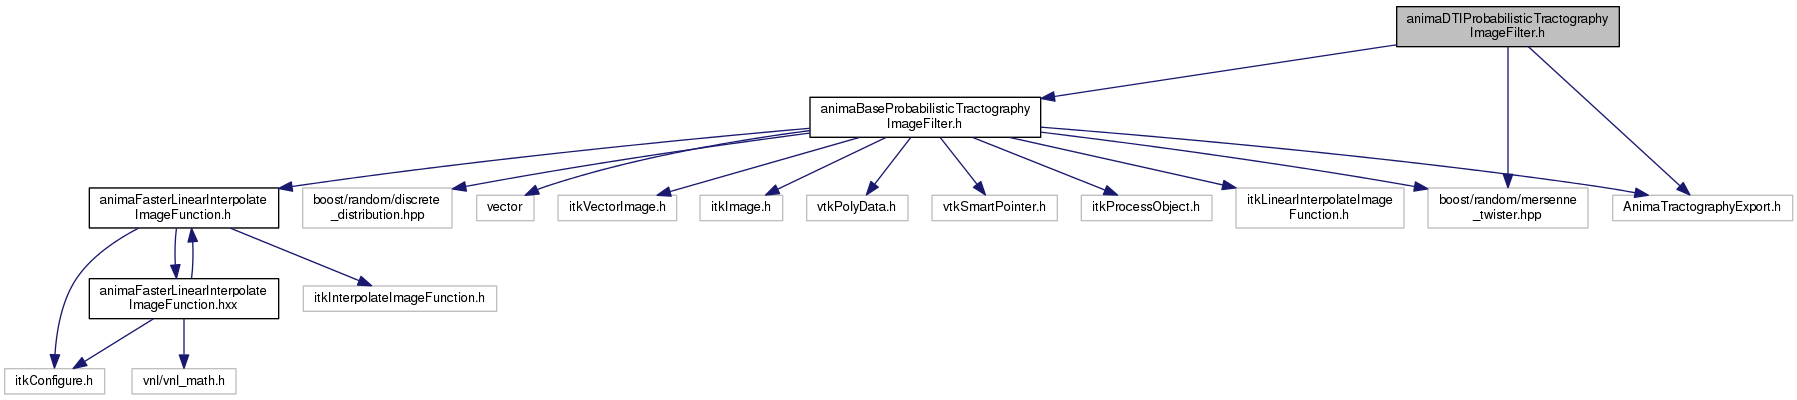 animaDTIProbabilisticTractography
ImageFilter.h
animaBaseProbabilisticTractography
ImageFilter.h
animaFasterLinearInterpolate
ImageFunction.h
boost/random/discrete
_distribution.hpp
vector
itkVectorImage.h
itkImage.h
vtkPolyData.h
vtkSmartPointer.h
itkProcessObject.h
itkLinearInterpolateImage
Function.h
boost/random/mersenne
_twister.hpp
AnimaTractographyExport.h
animaFasterLinearInterpolate
ImageFunction.hxx
itkInterpolateImageFunction.h
itkConfigure.h
vnl/vnl_math.h